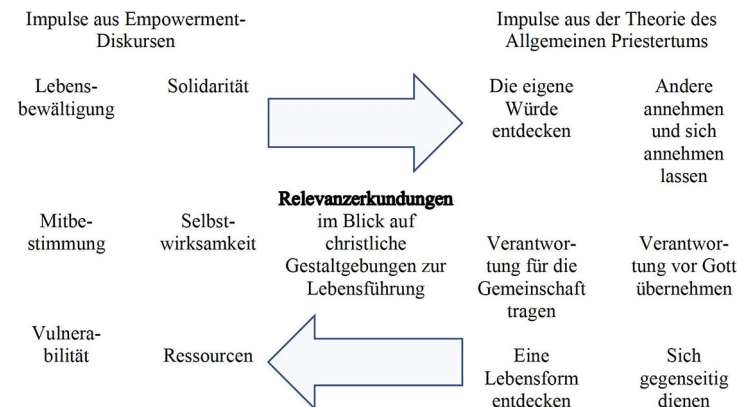 Impulse aus Empowerment-
Diskursen
Impulse aus der Theorie des
Allgemeinen Priestertums
Lebens-
bewältigung
Solidarität
Die eigene
Würde
entdecken
Andere
annehmen
und sich
annehmen
lassen
Relevanzerkundungen
im Blick auf
christliche
Gestaltgebungen zur
Lebensführung
Mitbe-
stimmung
Selbst-
wirksamkeit
Verantwor-
tung für die
Gemeinschaft
tragen
Verantwor-
tung vor Gott
übernehmen
Vulnera-
bilität
Ressourcen
Eine
Lebensform
entdecken
Sich
gegenseitig
dienen